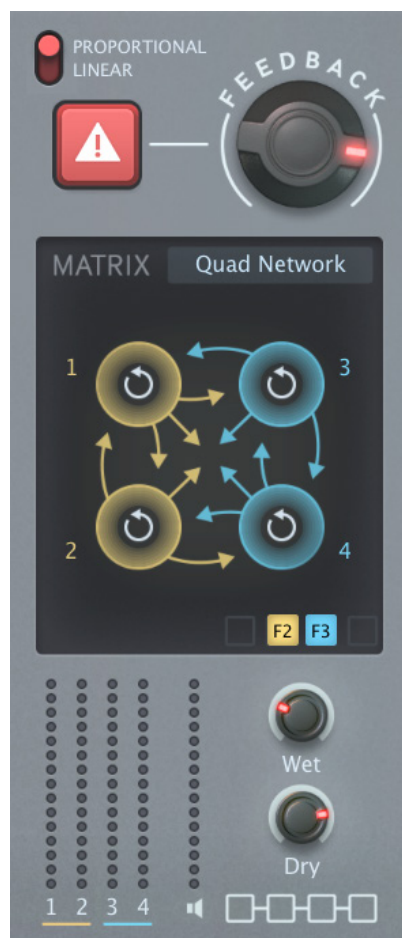 PROPORTIONAL
LINEAR
FEEDBACK
MATRIX Quad Network
1 3
2 4
F2 F3
Wet
Dry
1 2 3 4